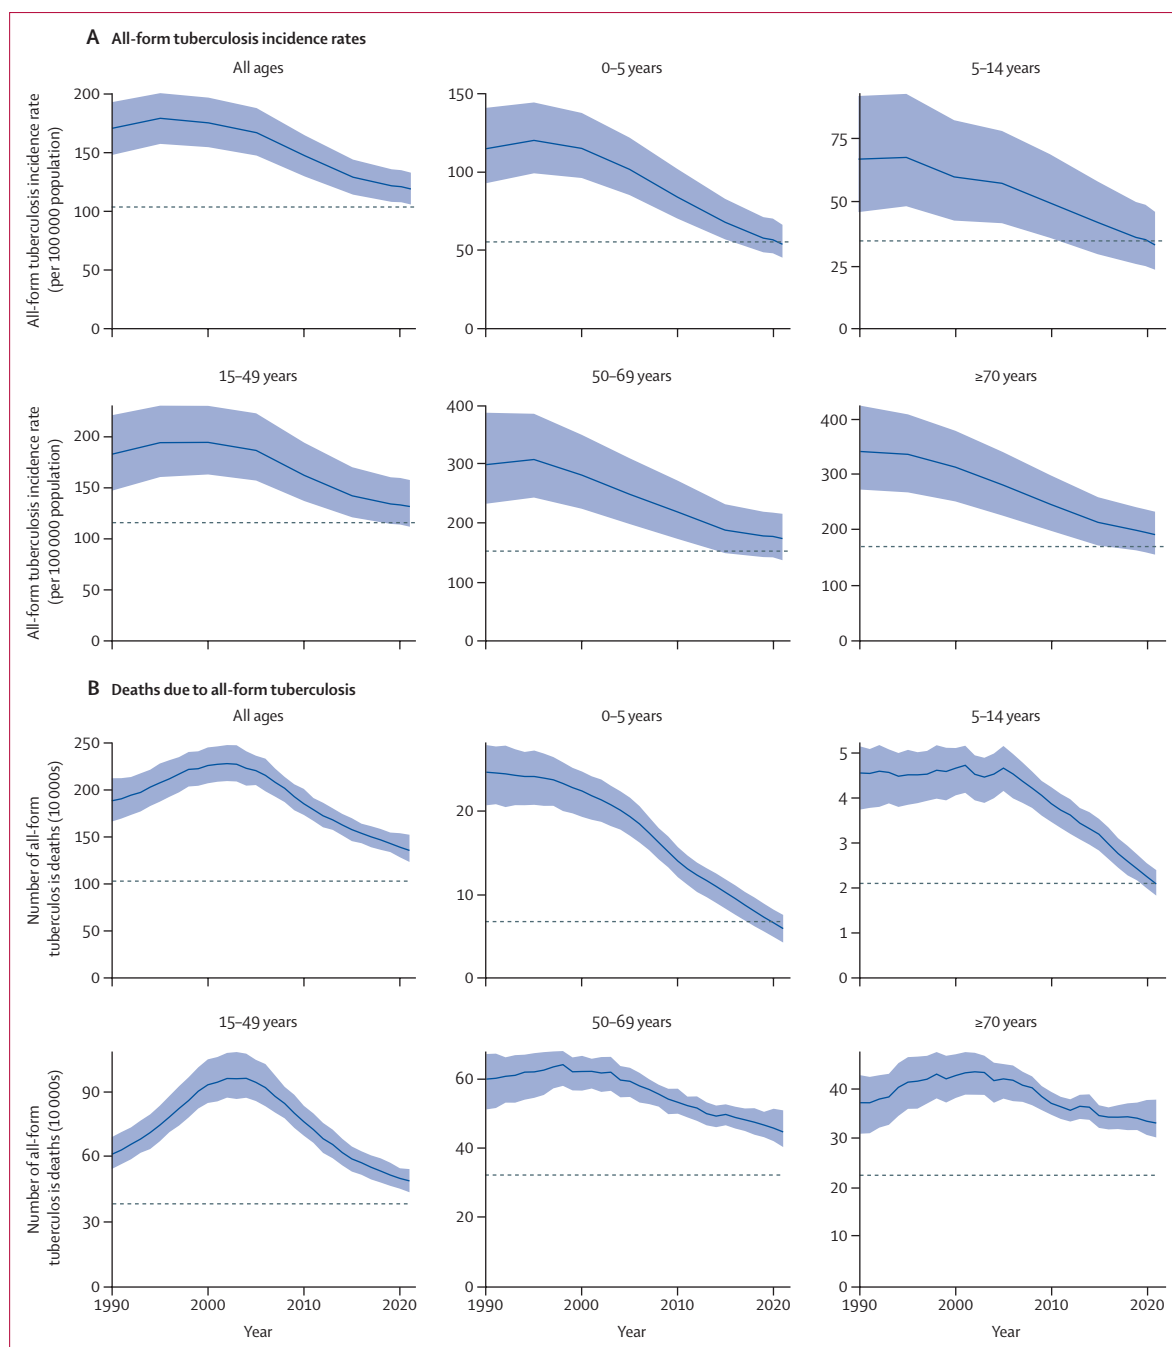 A All-form tuberculosis incidence rates
All ages
0–5 years
5–14 years
All-form tuberculosis incidence rate
(per 100 000 population)
200
150
100
50
0
150
100
50
0
75
50
25
0
15–49 years
50–69 years
≥70 years
All-form tuberculosis incidence rate
(per 100 000 population)
200
150
100
50
0
400
300
200
100
0
400
300
200
100
0
B Deaths due to all-form tuberculosis
All ages
0–5 years
5–14 years
Number of all-form
tuberculos is deaths (10 000s)
250
200
150
100
50
0
20
10
0
5
4
3
2
1
0
15–49 years
50–69 years
≥70 years
Number of all-form
tuberculos is deaths (10 000s)
90
60
30
0
60
40
20
0
40
30
20
10
0
1990 2000 2010 2020
Year
1990 2000 2010 2020
Year
1990 2000 2010 2020
Year